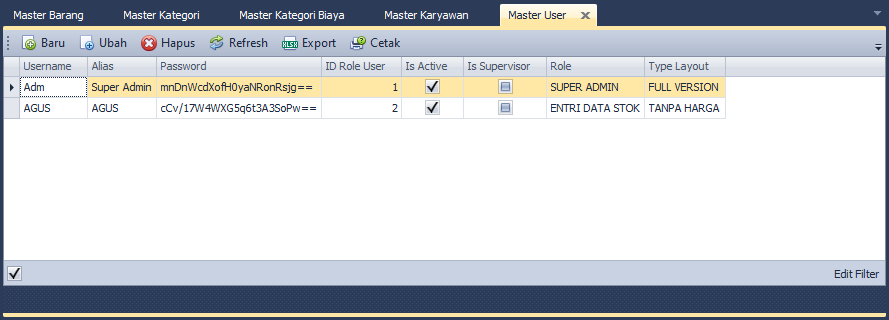 Master Barang Master Kategori Master Kategori Biaya Master Karyawan Master User
Baru Ubah Hapus Refresh XLSX Export Cetak
Username Alias Password ID Role User Is Active Is Supervisor Role Type Layout
Adm Super Admin mnDnWcdXofH0yaNRonRsjg== 1 SUPER ADMIN FULL VERSION
AGUS AGUS cCv/17W4WXG5q6t3A3SoPw== 2 ENTRI DATA STOK TANPA HARGA
Edit Filter